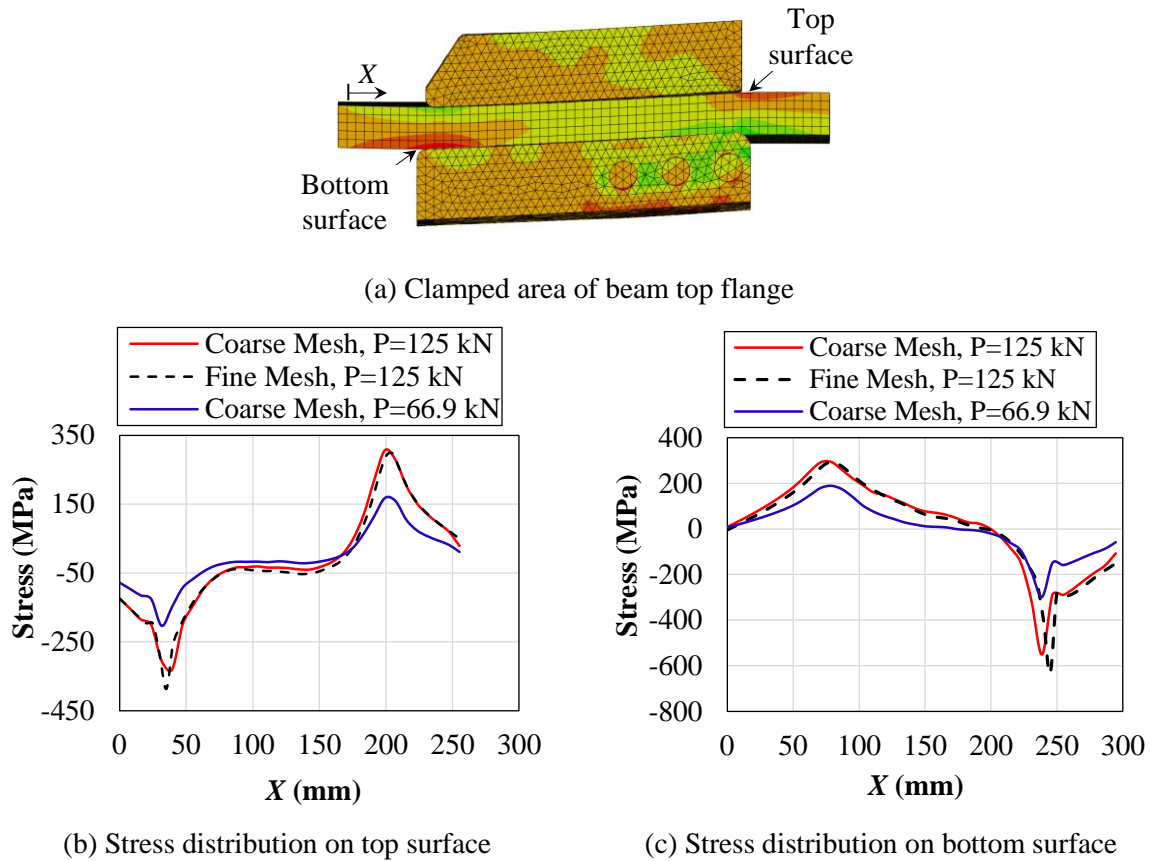 X
Top
surface
Bottom
surface
(a) Clamped area of beam top flange
Coarse Mesh, P=125 kN
Fine Mesh, P=125 kN
Coarse Mesh, P=66.9 kN
350
150
-50
-250
-450
Stress (MPa)
0 50 100 150 200 250 300
X (mm)
(b) Stress distribution on top surface
Coarse Mesh, P=125 kN
Fine Mesh, P=125 kN
Coarse Mesh, P=66.9 kN
400
200
0
-200
-400
-600
-800
Stress (MPa)
0 50 100 150 200 250 300
X (mm)
(c) Stress distribution on bottom surface